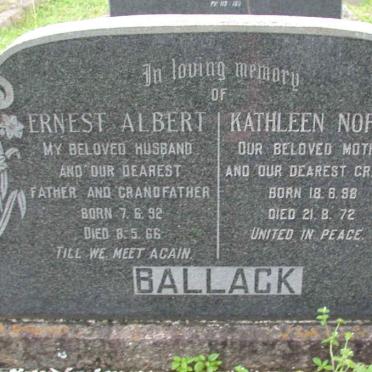 In loving memory
OF
ERNEST ALBERT
MY BELOVED HUSBAND
AND OUR DEAREST
FATHER AND GRANDFATHER
BORN 7.6.92
DIED 8.5.66
TILL WE MEET AGAIN.
KATHLEEN NOR
OUR BELOVED MOTH
AND OUR DEAREST GR
BORN 18.6.98
DIED 21.8.72
UNITED IN PEACE.
BALLACK